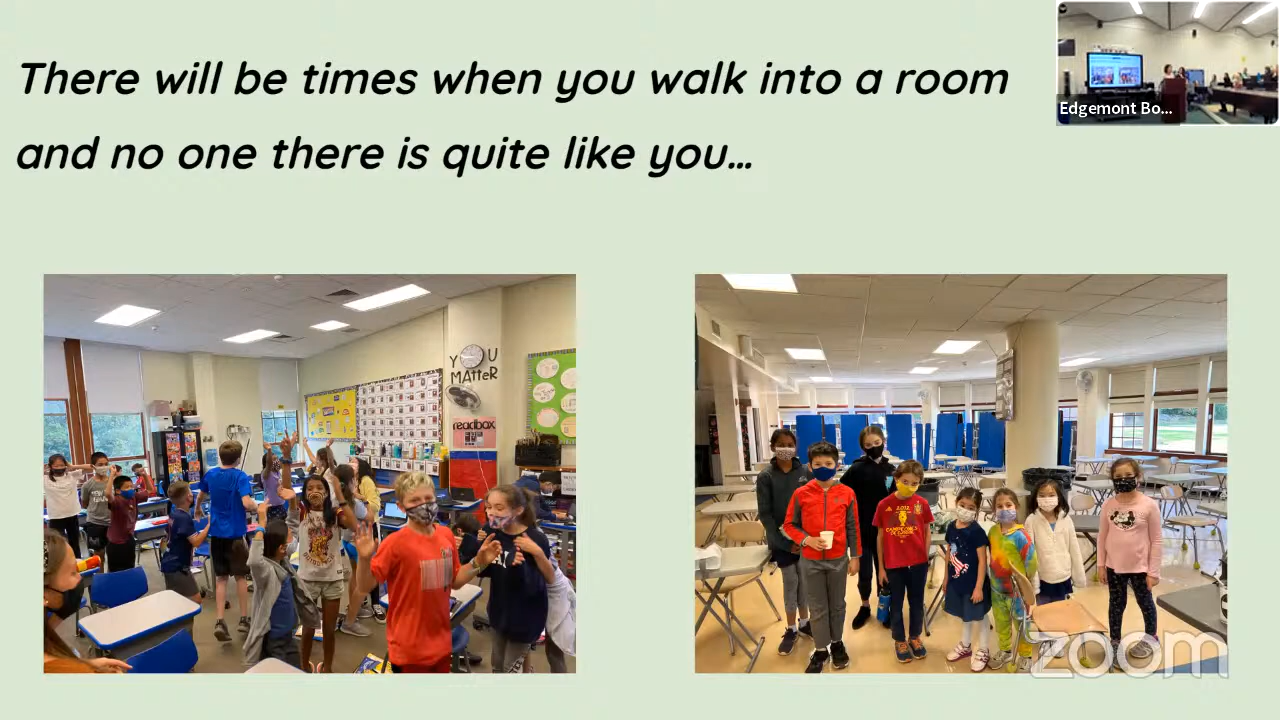 There will be times when you walk into a room
and no one there is quite like you...
Edgemont Bo...
YOU
MATTeR
readbox
zoom